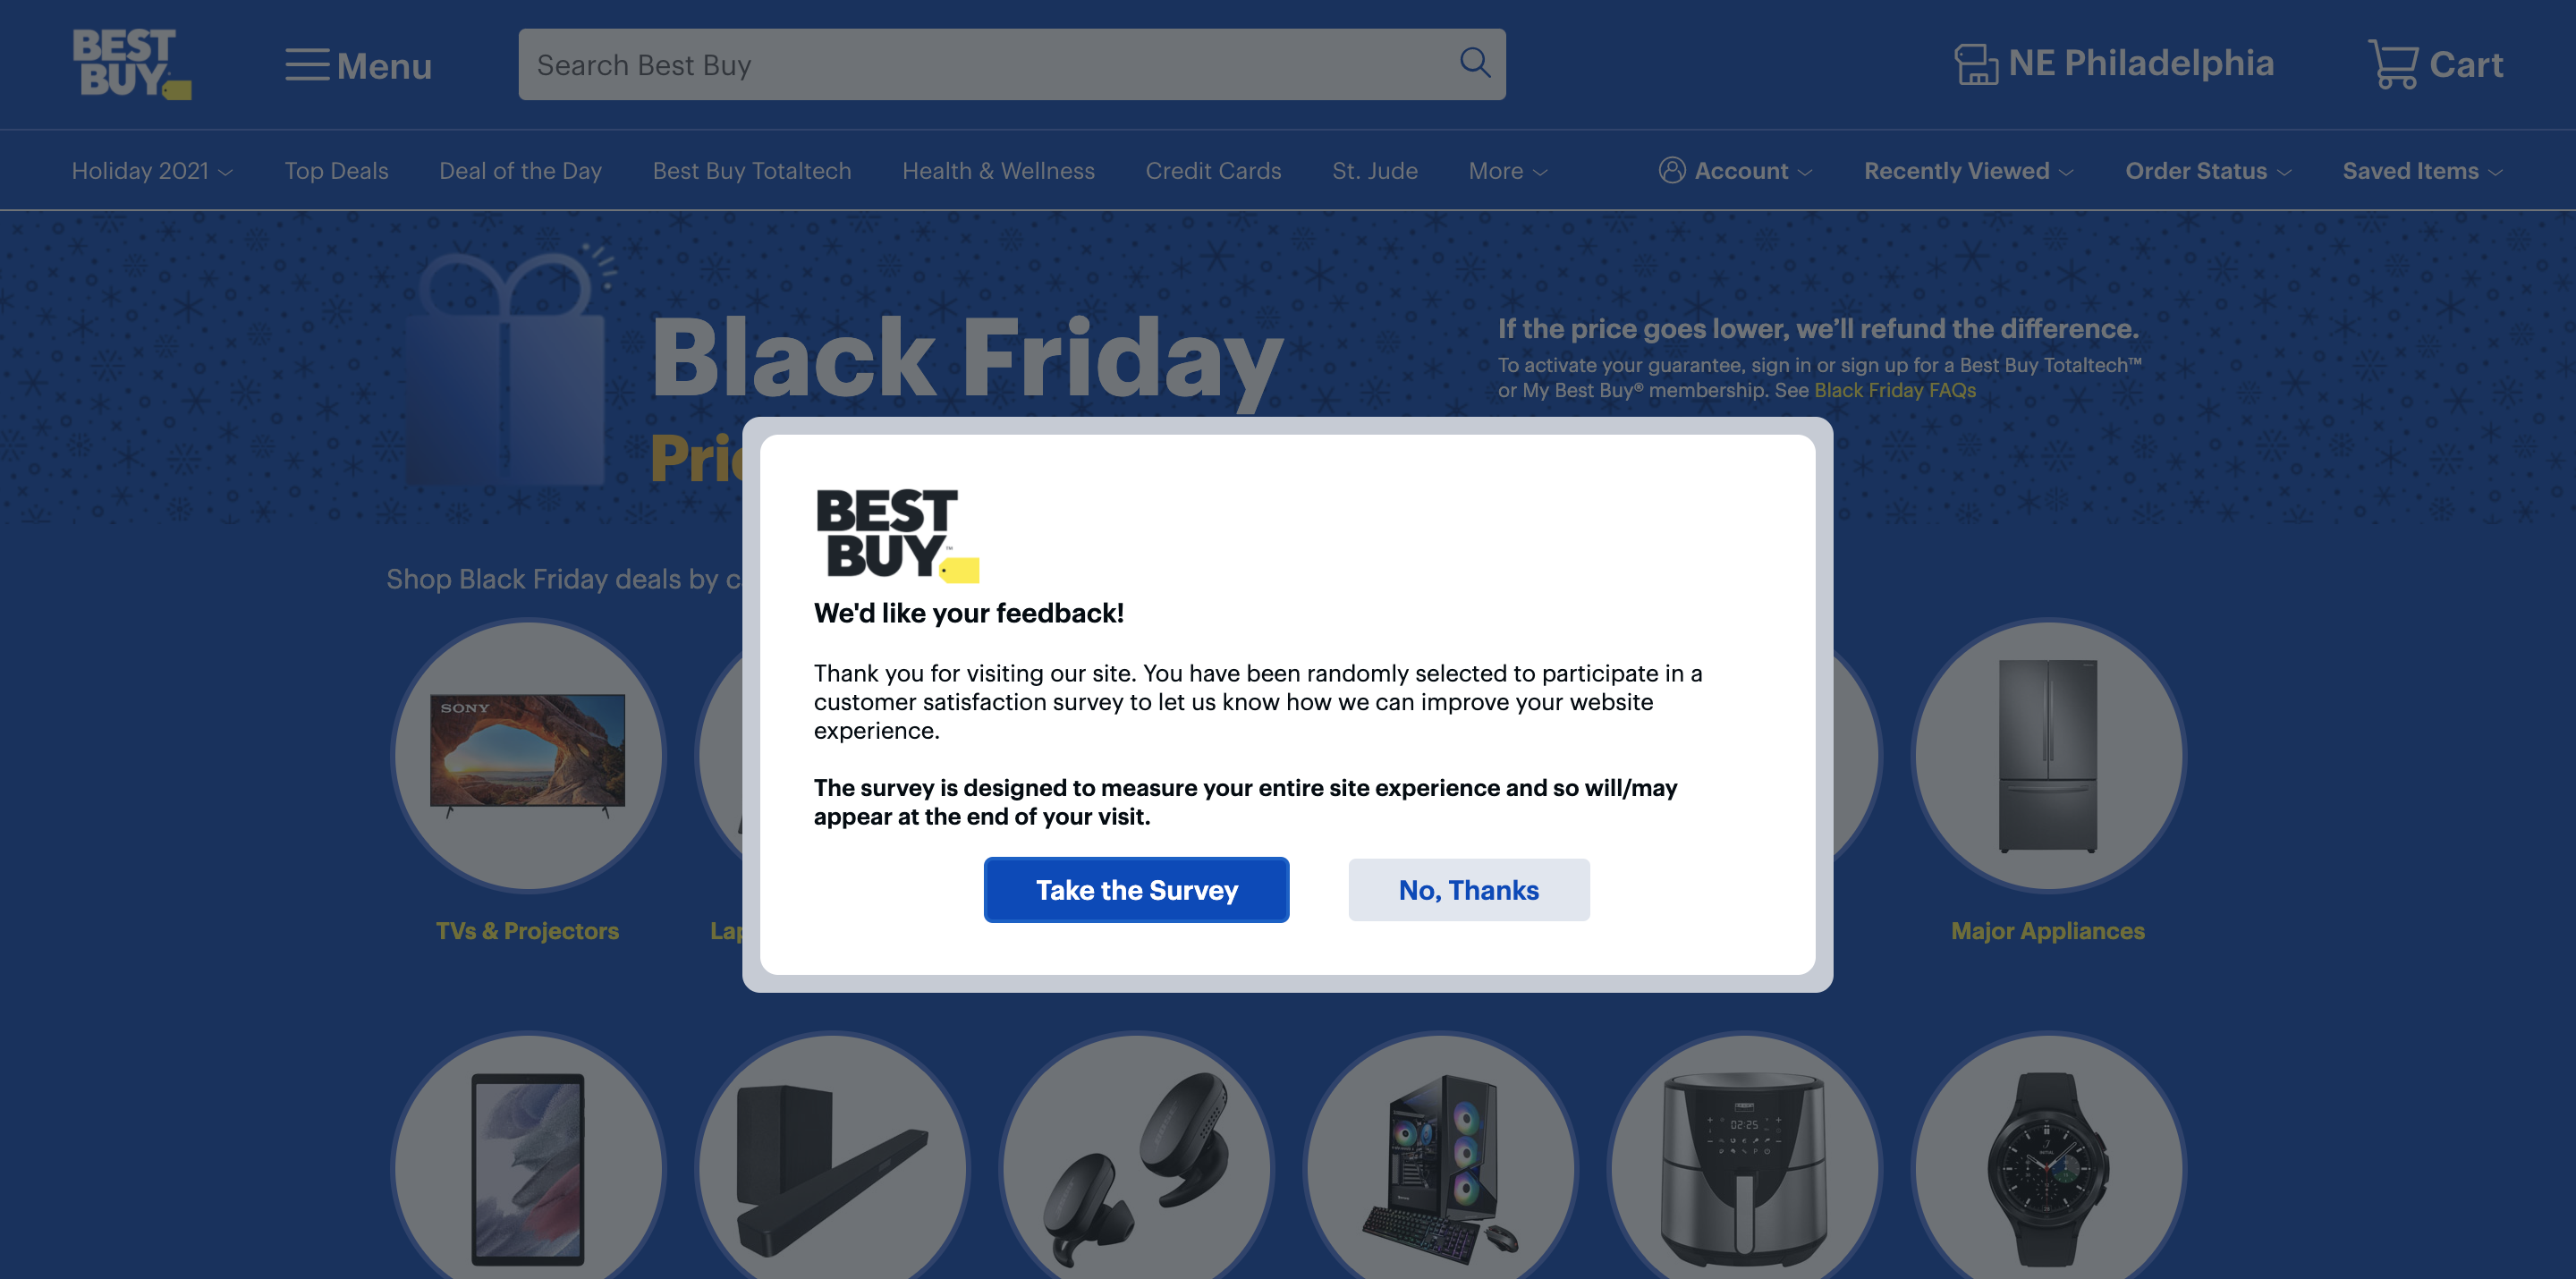 BEST
BUY
Menu
Search Best Buy
NE Philadelphia
Cart
Holiday 2021
Top Deals
Deal of the Day
Best Buy Totaltech
Health & Wellness
Credit Cards
St. Jude
More
Account
Recently Viewed
Order Status
Saved Items
Black Friday
If the price goes lower, we'll refund the difference.
To activate your guarantee, sign in or sign up for a Best Buy Totaltech™
or My Best Buy® membership. See Black Friday FAQs
Shop Black Friday deals by
BEST
BUY™
We'd like your feedback!
Thank you for visiting our site. You have been randomly selected to participate in a
customer satisfaction survey to let us know how we can improve your website
experience.
The survey is designed to measure your entire site experience and so will/may
appear at the end of your visit.
Take the Survey
No, Thanks
SONY
TVs & Projectors
Major Appliances
02:25